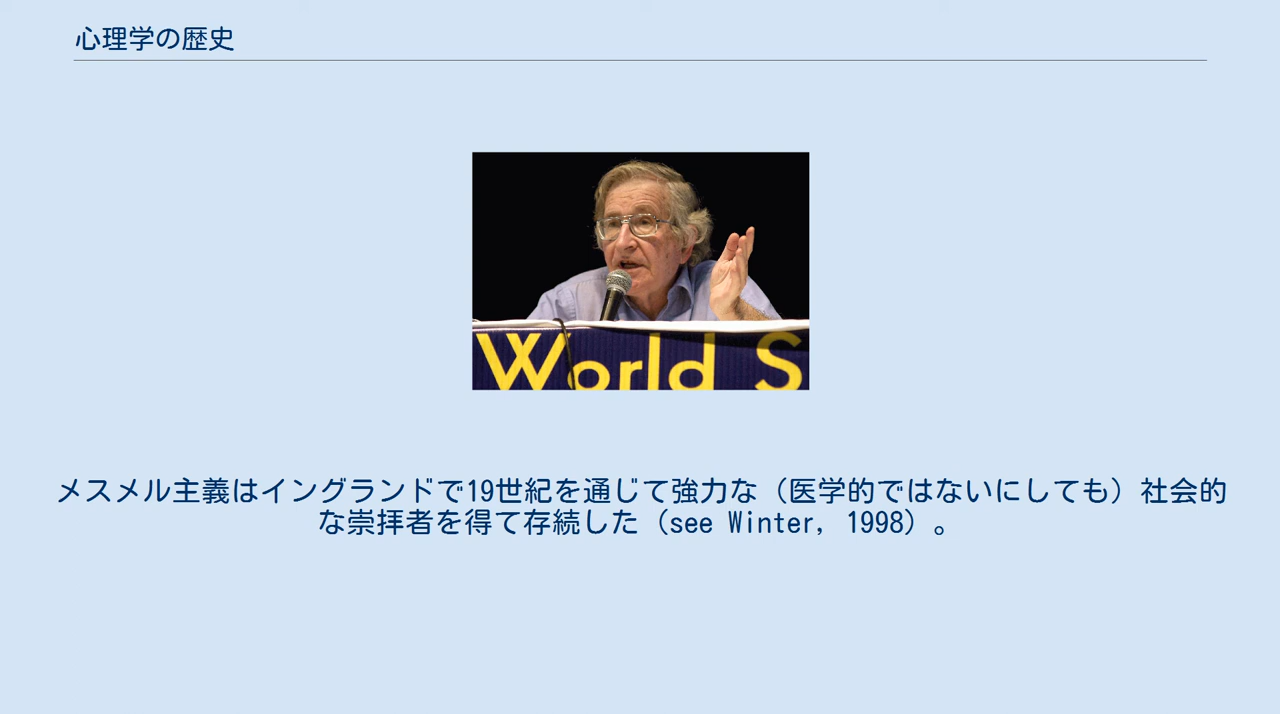 心理学の歴史
World S
メスメル主義はイングランドで19世紀を通じて強力な（医学的ではないにしても）社会的
な崇拝者を得て存続した（see Winter, 1998）。